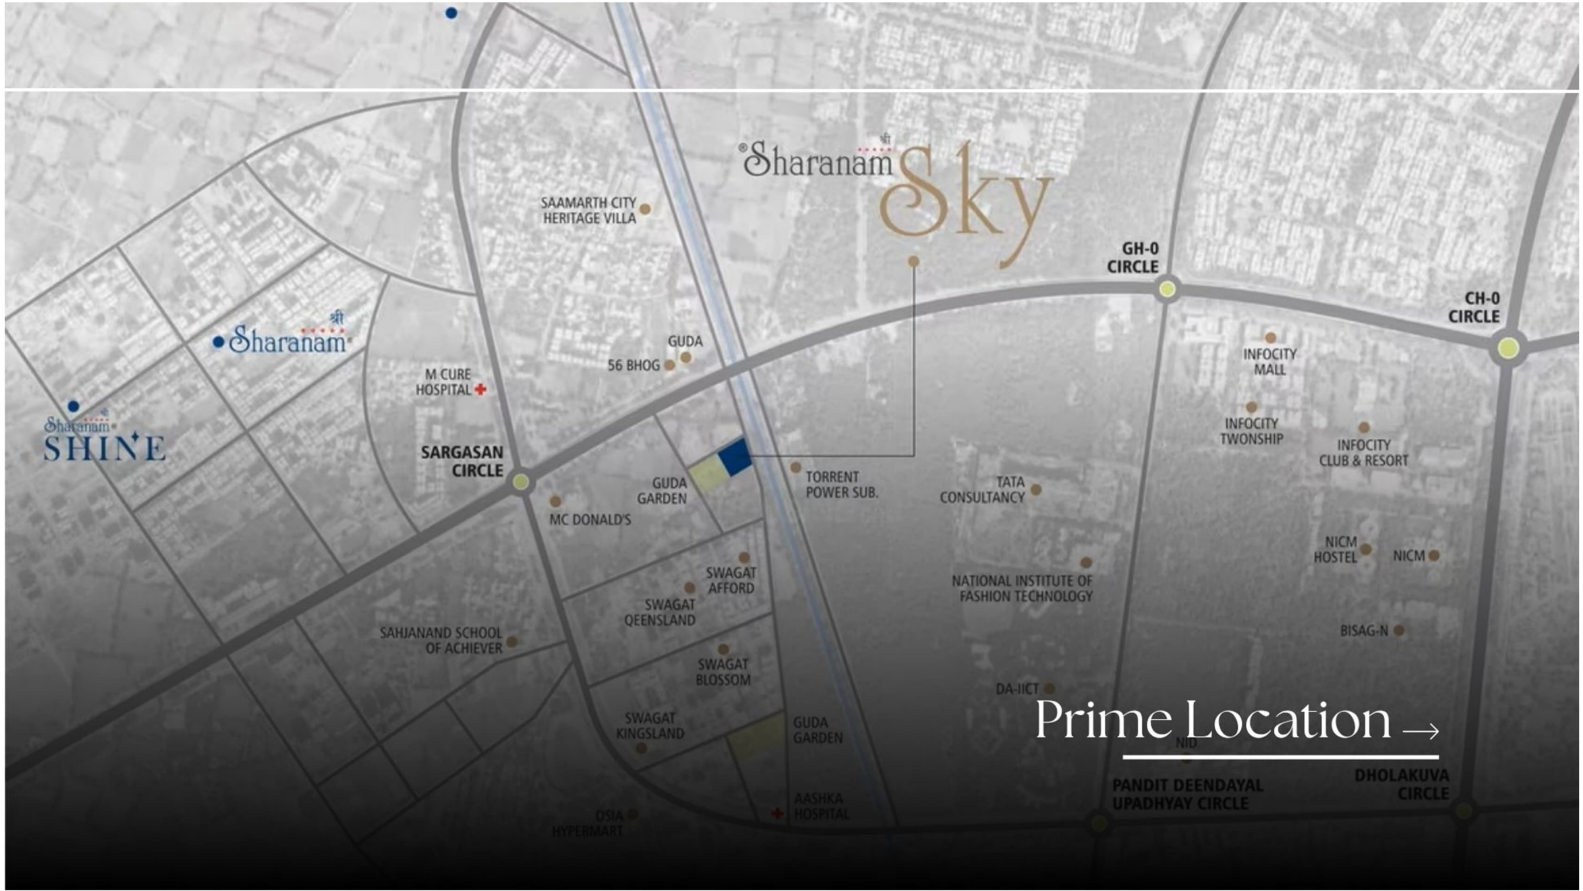 श्री
®Sharanam
Sky
SAAMARTH CITY
HERITAGE VILLA
GH-0
CIRCLE
CH-0
CIRCLE
श्री
Sharanam®
GUDA
56 BHOG
INFOCITY
MALL
M CURE
HOSPITAL
श्री
Sharanam®
SHINE
INFOCITY
TWONSHIP
INFOCITY
CLUB & RESORT
SARGASAN
CIRCLE
GUDA
GARDEN
TORRENT
POWER SUB.
TATA
CONSULTANCY
MC DONALD'S
NICM
HOSTEL
NICM
SWAGAT
AFFORD
NATIONAL INSTITUTE OF
FASHION TECHNOLOGY
SWAGAT
QEENSLAND
SAHJANAND SCHOOL
OF ACHIEVER
BISAG-N
SWAGAT
BLOSSOM
DA-IICT
Prime Location →
SWAGAT
KINGSLAND
GUDA
GARDEN
NID
PANDIT DEENDAYAL
UPADHYAY CIRCLE
DHOLAKUVA
CIRCLE
OSIA
HYPERMART
AASHKA
HOSPITAL